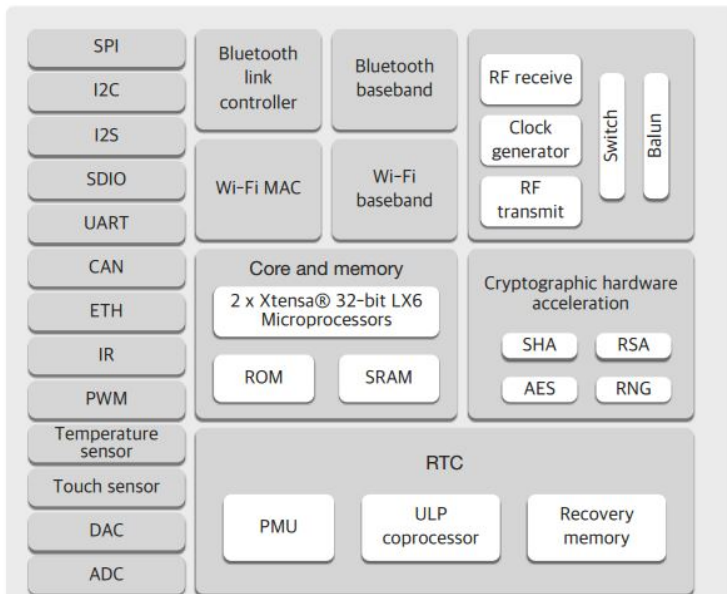 SPI
I2C
I2S
SDIO
UART
CAN
ETH
IR
PWM
Temperature
sensor
Touch sensor
DAC
ADC
Bluetooth
link
controller
Bluetooth
baseband
Wi-Fi MAC
Wi-Fi
baseband
RF receive
Clock
generator
RF
transmit
Switch
Balun
Core and memory
2 x Xtensa® 32-bit LX6
Microprocessors
ROM
SRAM
Cryptographic hardware
acceleration
SHA
RSA
AES
RNG
RTC
PMU
ULP
coprocessor
Recovery
memory